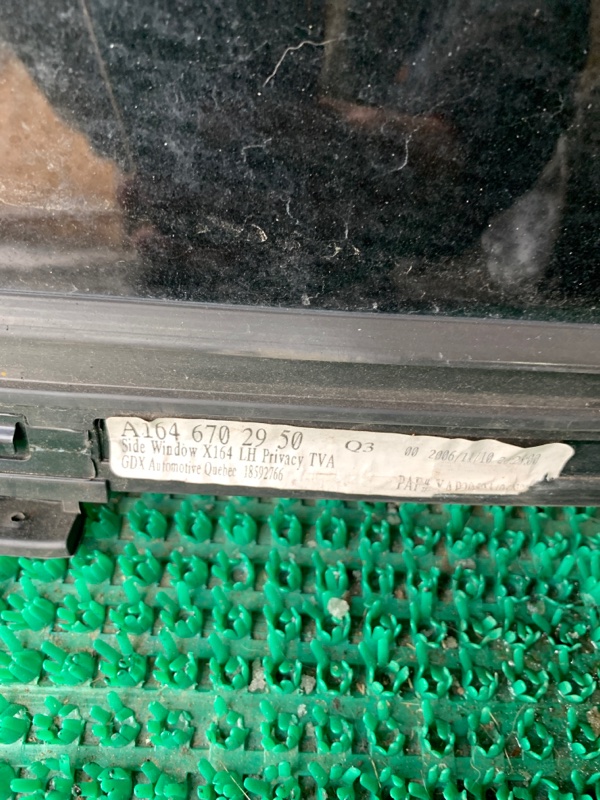 A164 670 29 50 Q3 00 2006/11/10
Side Window X164 LH Privacy TVA
GDX Automotive Quebec 18592766